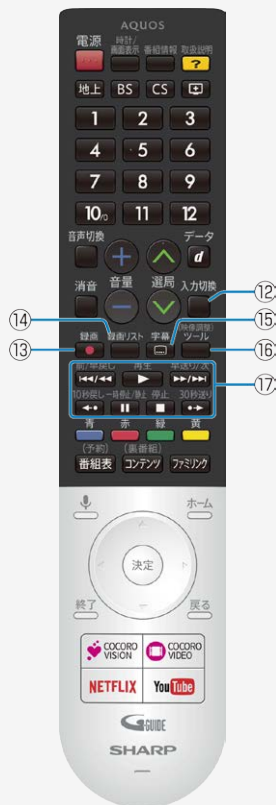 AQUOS
電源 時計/画面表示 番組情報 取扱説明
?
地上 BS CS
1 2 3
4 5 6
7 8 9
10/0 11 12
音声切換 データ
+ d
消音 音量 選局 入力切換
⑫
⑭ ⑮
録画 録画リスト 字幕 (映像調整) ツール
⑬ ⑯
前/早戻し 再生 早送り/次
⑰
10秒戻し 一時停止/静止 停止 30秒送り
青 赤 緑 黄
(予約) (裏番組)
番組表 コンテンツ ファミリンク
ホーム
決定
終了 戻る
COCORO VISION COCORO VIDEO
NETFLIX YouTube
G-GUIDE
SHARP